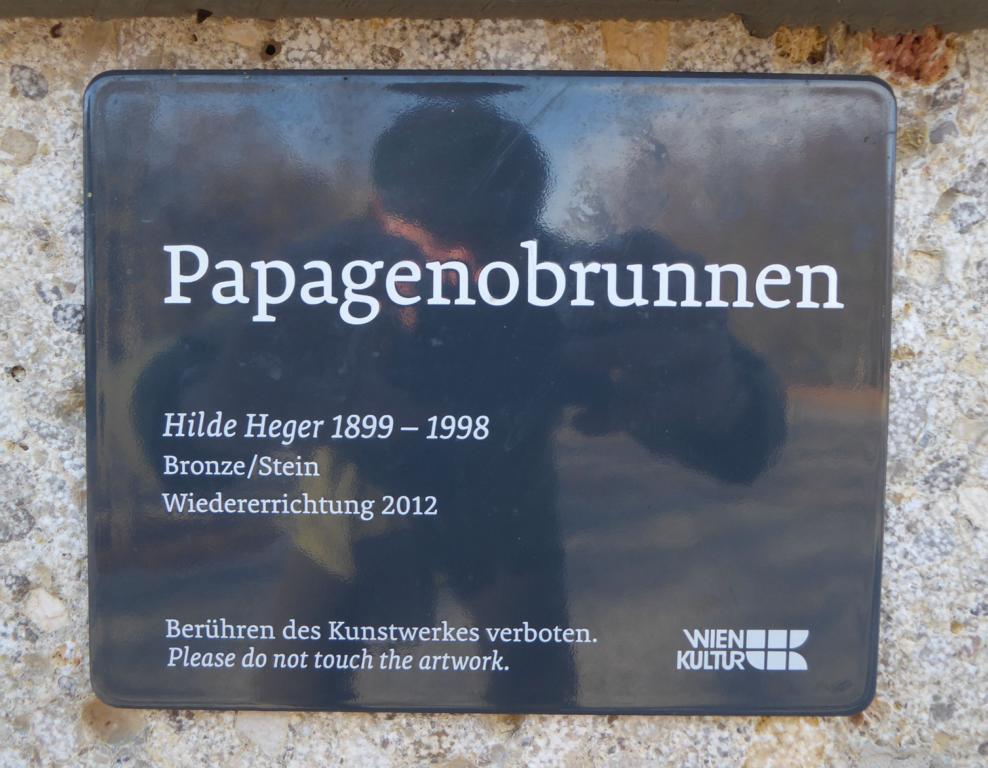 Papagenobrunnen
Hilde Heger 1899 – 1998
Bronze/Stein
Wiedererrichtung 2012
Berühren des Kunstwerkes verboten.
Please do not touch the artwork.
WIEN
KULTUR